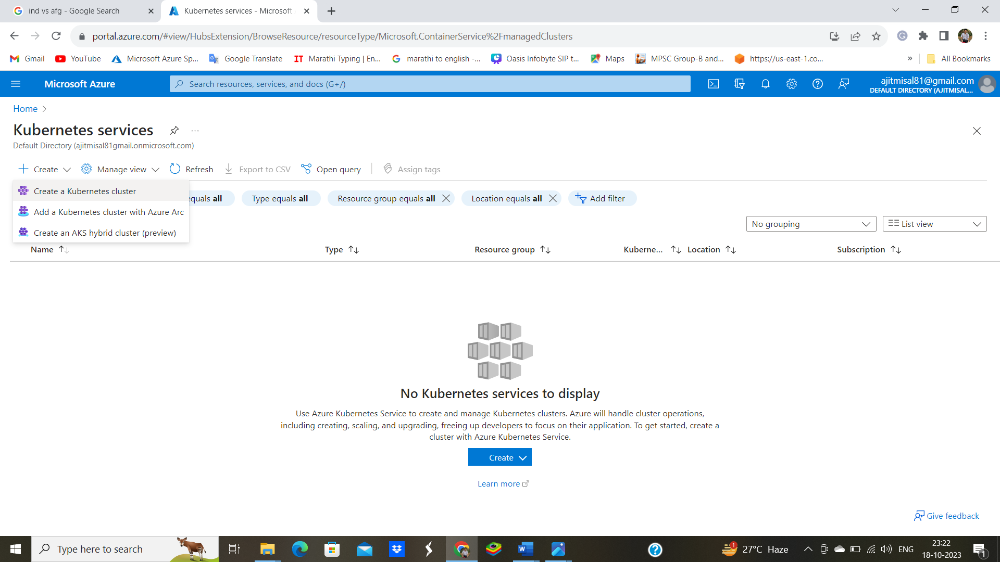 ind vs afg - Google Search
Kubernetes services - Microsoft
portal.azure.com/#view/HubsExtension/BrowseResource/resourceType/Microsoft.ContainerService%2FmanagedClusters
Gmail YouTube Microsoft Azure Sp... Google Translate Marathi Typing | En... marathi to english -... Oasis Infobyte SIP t... Maps MPSC Group-B and... https://us-east-1.co... » All Bookmarks
Microsoft Azure
Search resources, services, and docs (G+/)
ajitmisal81@gmail.com
DEFAULT DIRECTORY (AJITMISAL...
Home
Kubernetes services
Default Directory (ajitmisal81gmail.onmicrosoft.com)
Create Manage view Refresh Export to CSV Open query Assign tags
Create a Kubernetes cluster
Add a Kubernetes cluster with Azure Arc
Create an AKS hybrid cluster (preview)
equals all Type equals all Resource group equals all Location equals all Add filter
No grouping List view
Name Type Resource group Kuberne... Location Subscription
No Kubernetes services to display
Use Azure Kubernetes Service to create and manage Kubernetes clusters. Azure will handle cluster operations,
including creating, scaling, and upgrading, freeing up developers to focus on their application. To get started, create a
cluster with Azure Kubernetes Service.
Create
Learn more
Give feedback
Type here to search
1 27°C Haze ENG
23:22
18-10-2023
1